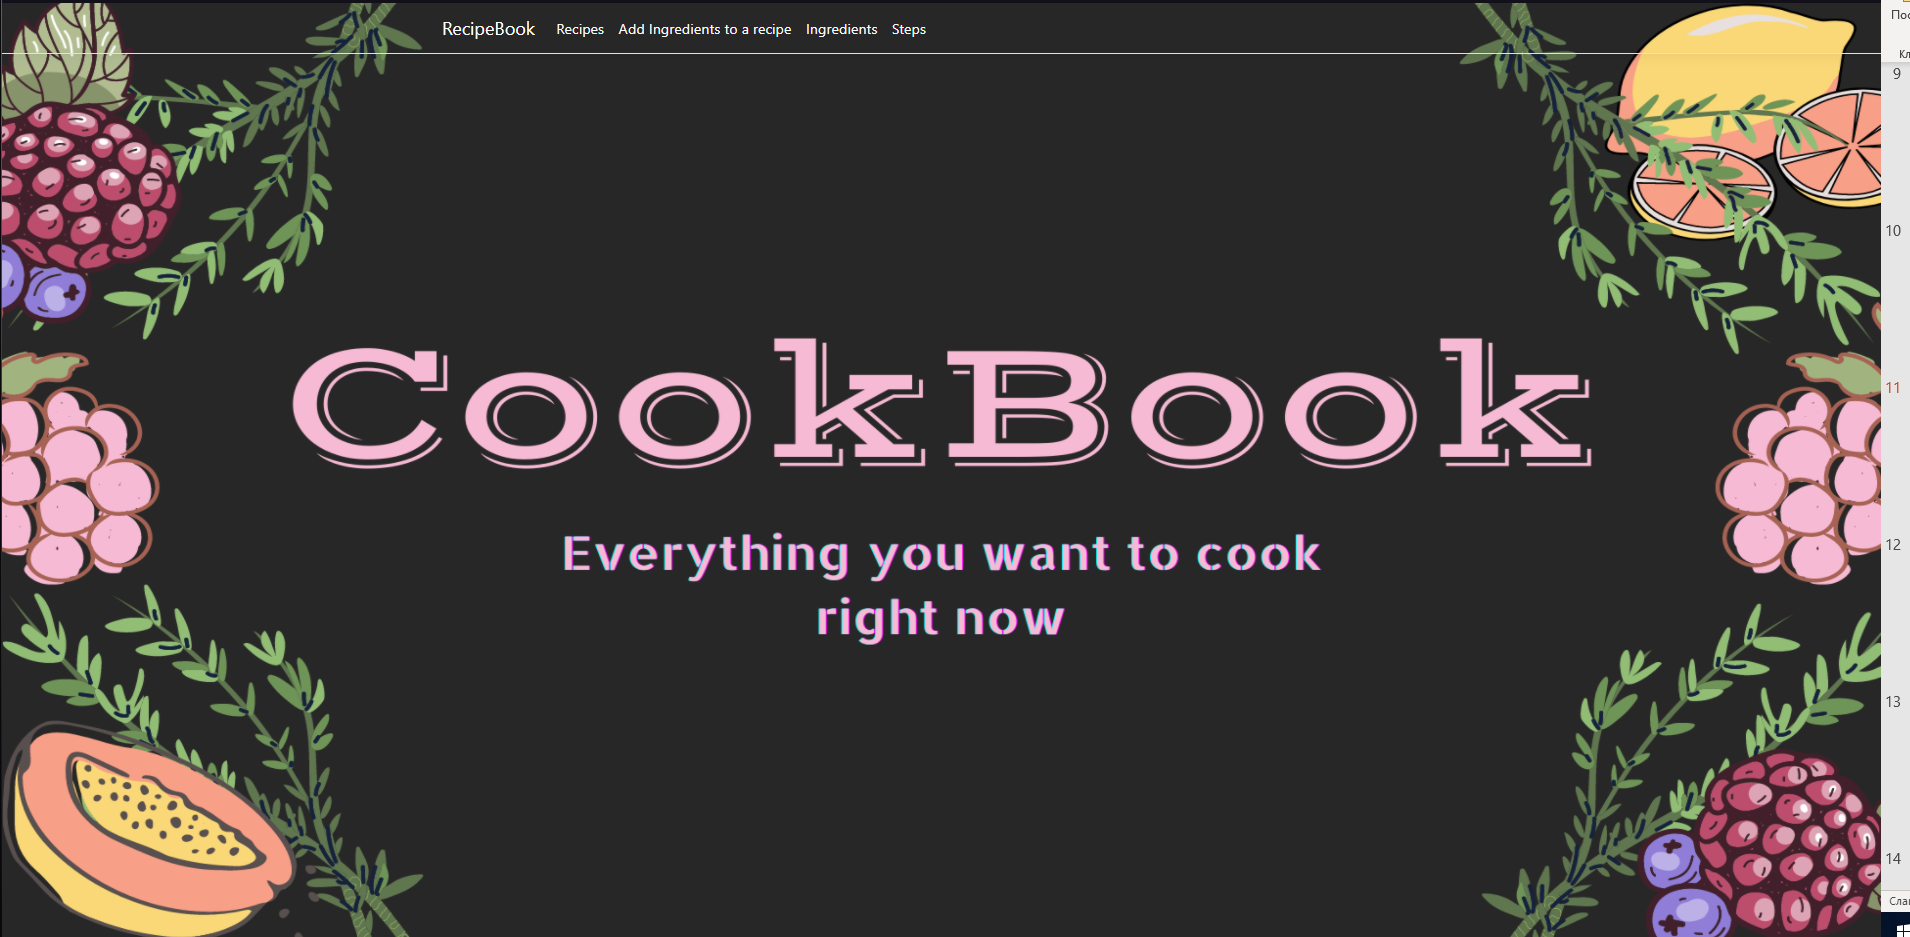 RecipeBook Recipes Add Ingredients to a recipe Ingredients Steps
CookBook
Everything you want to cook
right now
9
10
11
12
13
14